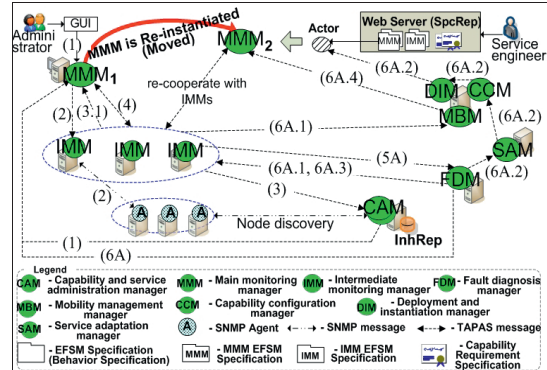 Admini
strator
GUI
(1)
MMM is Re-instantiated
(Moved)
MMM1
MMM2
Actor
Web Server (SpcRep)
MMM
IMM
Service
engineer
re-cooperate with
IMMs
(6A.2)
(6A.2)
(6A.4)
DIM
CCM
MBM
(2)
(3.1)
(4)
(6A.1)
(6A.2)
IMM
IMM
IMM
(5A)
SAM
(6A.1, 6A.3)
(6A.2)
FDM
(2)
(3)
A
A
A
Node discovery
CAM
InhRep
(1)
(6A)
Legend
CAM - Capability and service
administration manager
MMM - Main monitoring
manager
IMM - Intermediate
monitoring manager
FDM - Fault diagnosis
manager
MBM - Mobility management
manager
CCM - Capability configuration
manager
DIM - Deployment and
instantiation manager
SAM - Service adaptation
manager
A - SNMP Agent
- SNMP message
- TAPAS message
- EFSM Specification
(Behavior Specification)
MMM - MMM EFSM
Specification
IMM - IMM EFSM
Specification
- Capability
Requirement
Specification